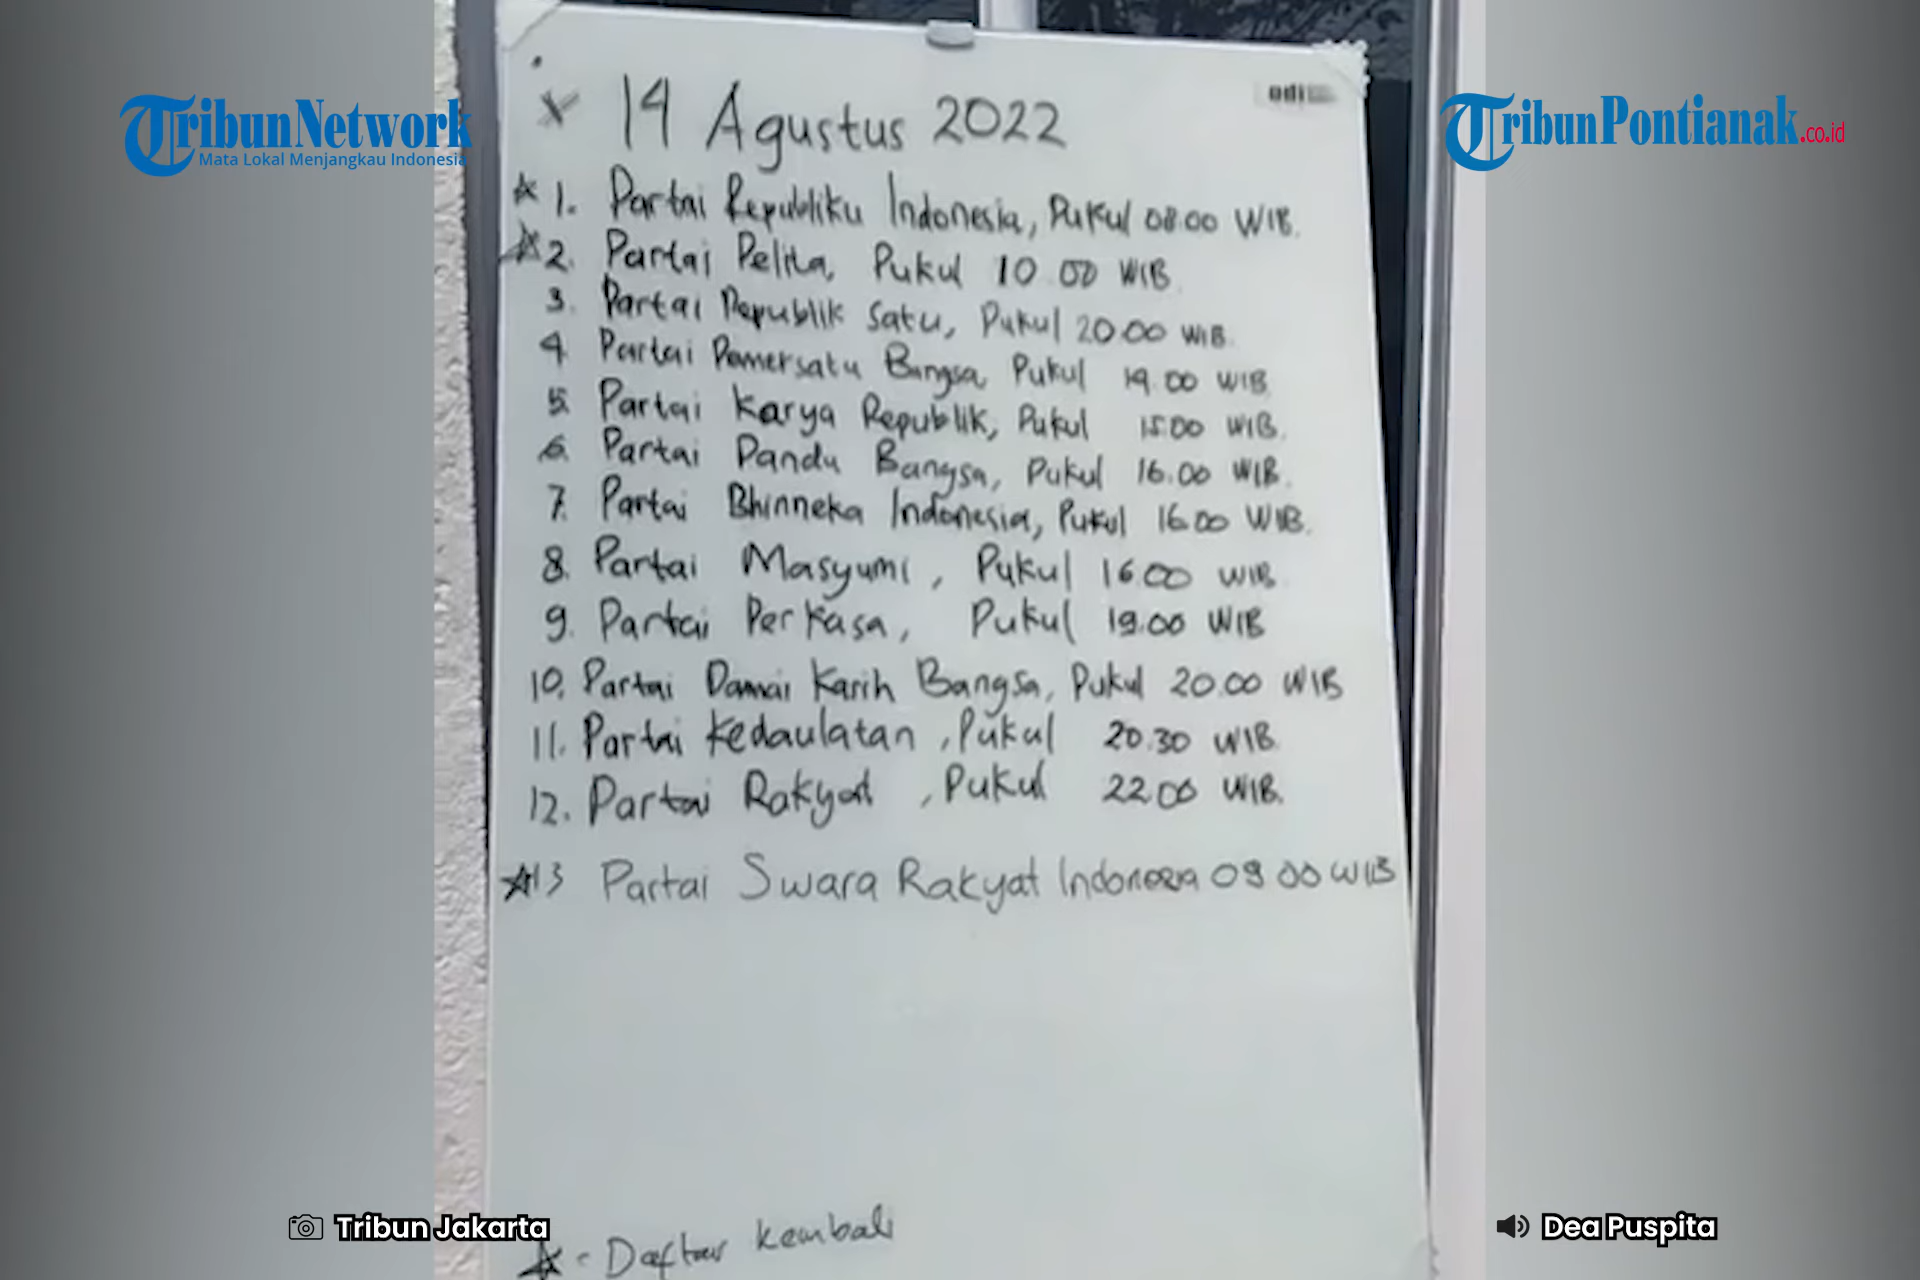 TribunNetwork
Mata Lokal Menjangkau Indonesia
TribunPontianak.co.id
14 Agustus 2022
1. Partai Republiku Indonesia, Pukul 08.00 WIB.
2. Partai Pelita, Pukul 10.00 WIB.
3. Partai Republik Satu, Pukul 20.00 WIB.
4. Partai Pemersatu Bangsa, Pukul 14.00 WIB
5. Partai Karya Republik, Pukul 15.00 WIB.
6. Partai Pandu Bangsa, Pukul 16.00 WIB.
7. Partai Bhinneka Indonesia, Pukul 16.00 WIB.
8. Partai Masyumi, Pukul 16.00 WIB
9. Partai Perkasa, Pukul 19.00 WIB
10. Partai Damai Kasih Bangsa, Pukul 20.00 WIB
11. Partai Kedaulatan, Pukul 20.30 WIB.
12. Partai Rakyat, Pukul 22.00 WIB.
13 Partai Swara Rakyat Indonesia 09.00 WIB
- Daftar Kembali
Tribun Jakarta
Dea Puspita